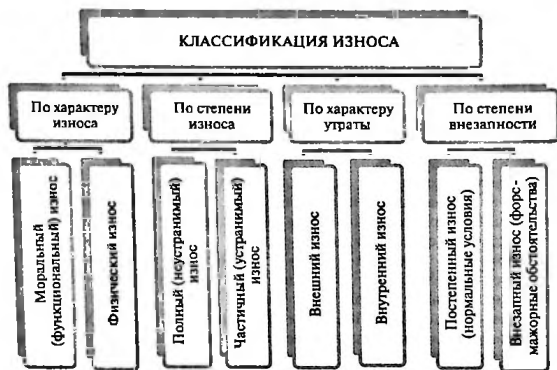 КЛАССИФИКАЦИЯ ИЗНОСА
По характеру
износа
По степени
износа
По характеру
утраты
По степени
внезапности
Моральный
(функциональный) износ
Физический износ
Полный (неустранимый)
износ
Частичный (устранимый)
износ
Внешний износ
Внутренний износ
Постепенный износ
(нормальные условия)
Внезапный износ (форс-
мажорные обстоятельства)